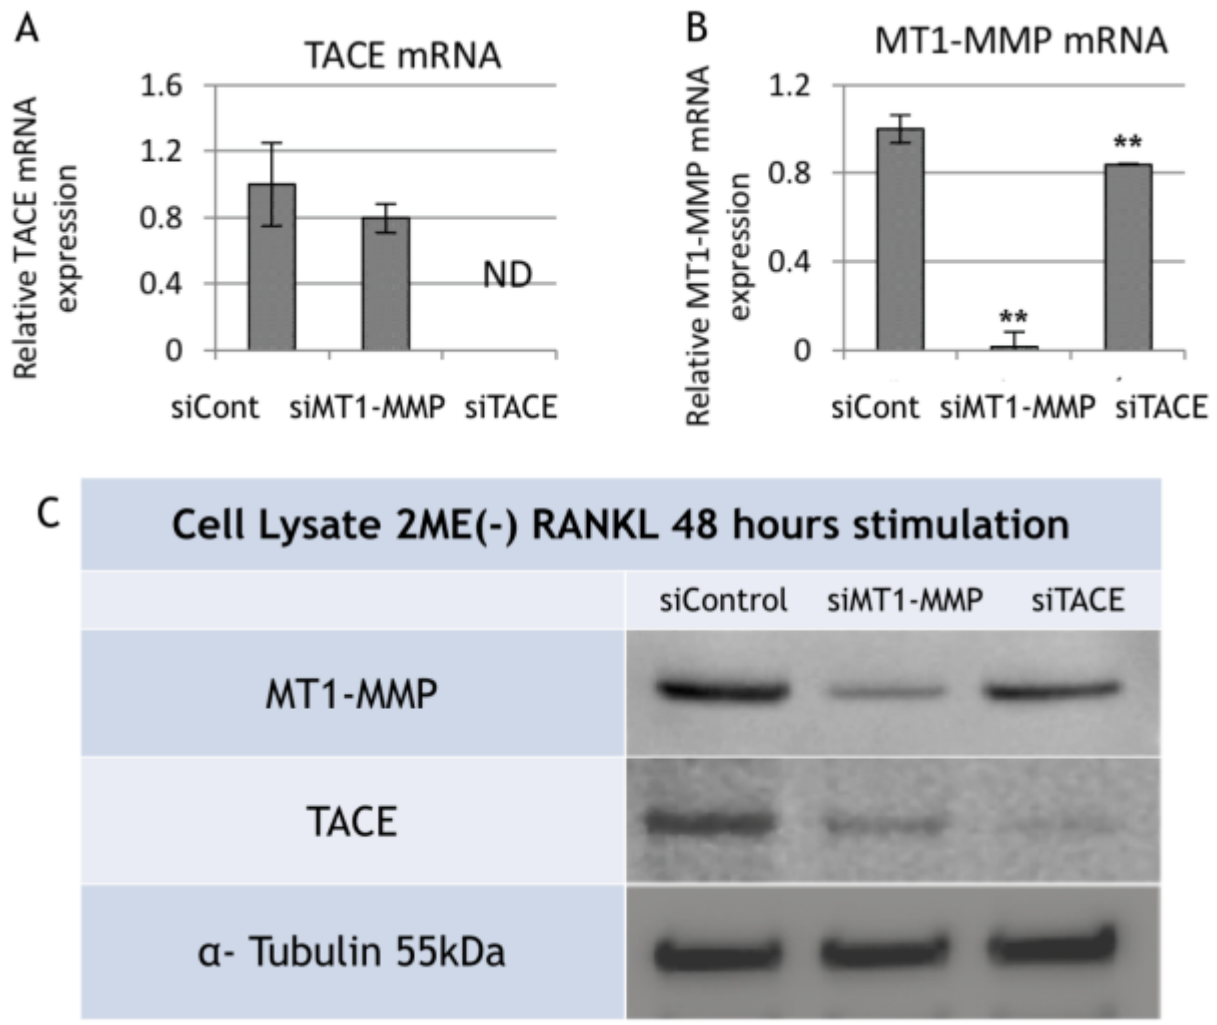 A
TACE mRNA
Relative TACE mRNA
expression
1.6
1.2
0.8
0.4
0
ND
siCont siMT1-MMP siTACE
B
MT1-MMP mRNA
Relative MT1-MMP mRNA
expression
1.2
0.8
0.4
0
**
**
siCont siMT1-MMP siTACE
C
Cell Lysate 2ME(-) RANKL 48 hours stimulation
siControl siMT1-MMP siTACE
MT1-MMP
TACE
α- Tubulin 55kDa